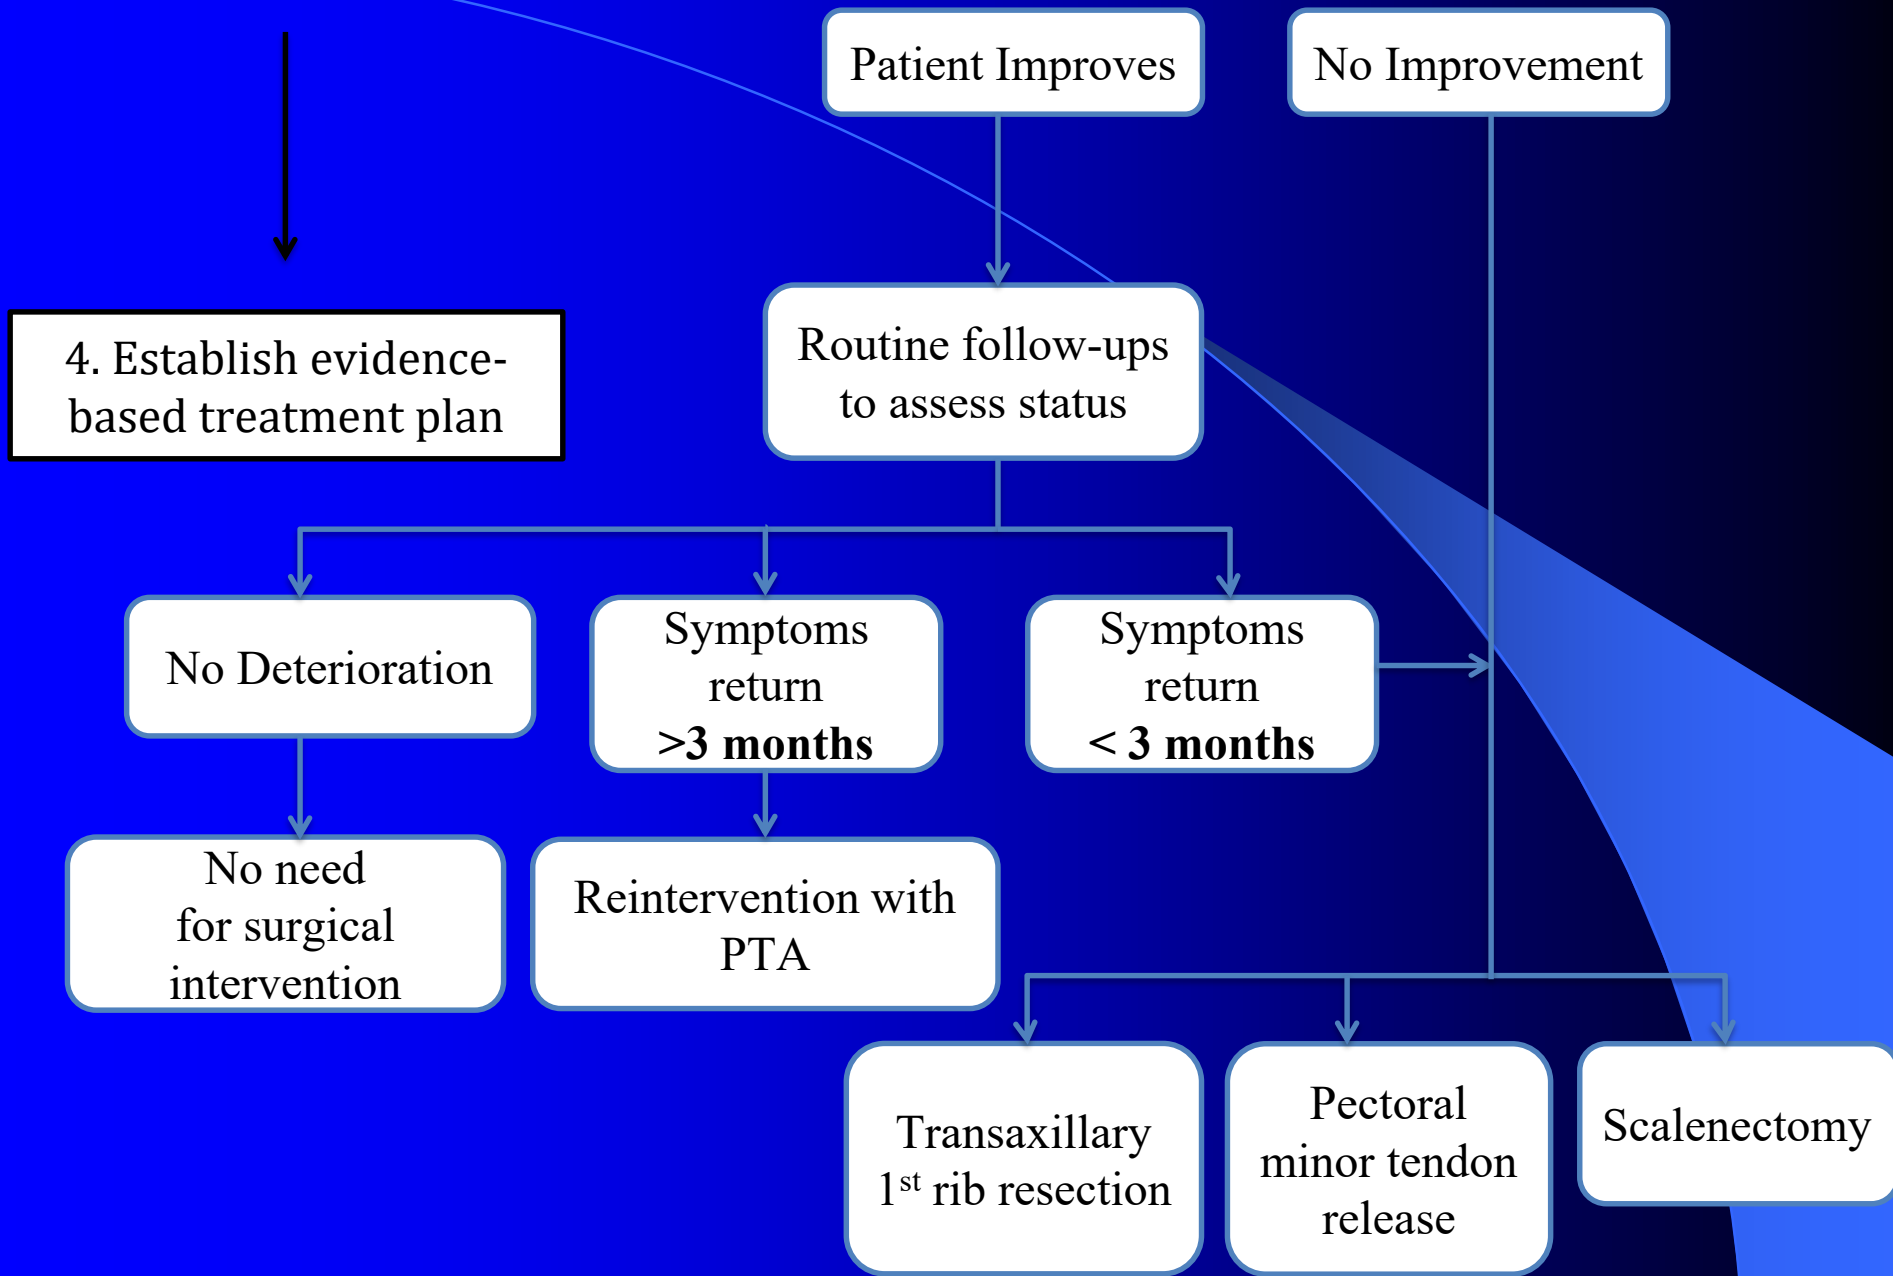 Patient Improves
No Improvement
4. Establish evidence-
based treatment plan
Routine follow-ups
to assess status
No Deterioration
Symptoms
return
>3 months
Symptoms
return
< 3 months
No need
for surgical
intervention
Reintervention with
PTA
Transaxillary
1st rib resection
Pectoral
minor tendon
release
Scalenectomy